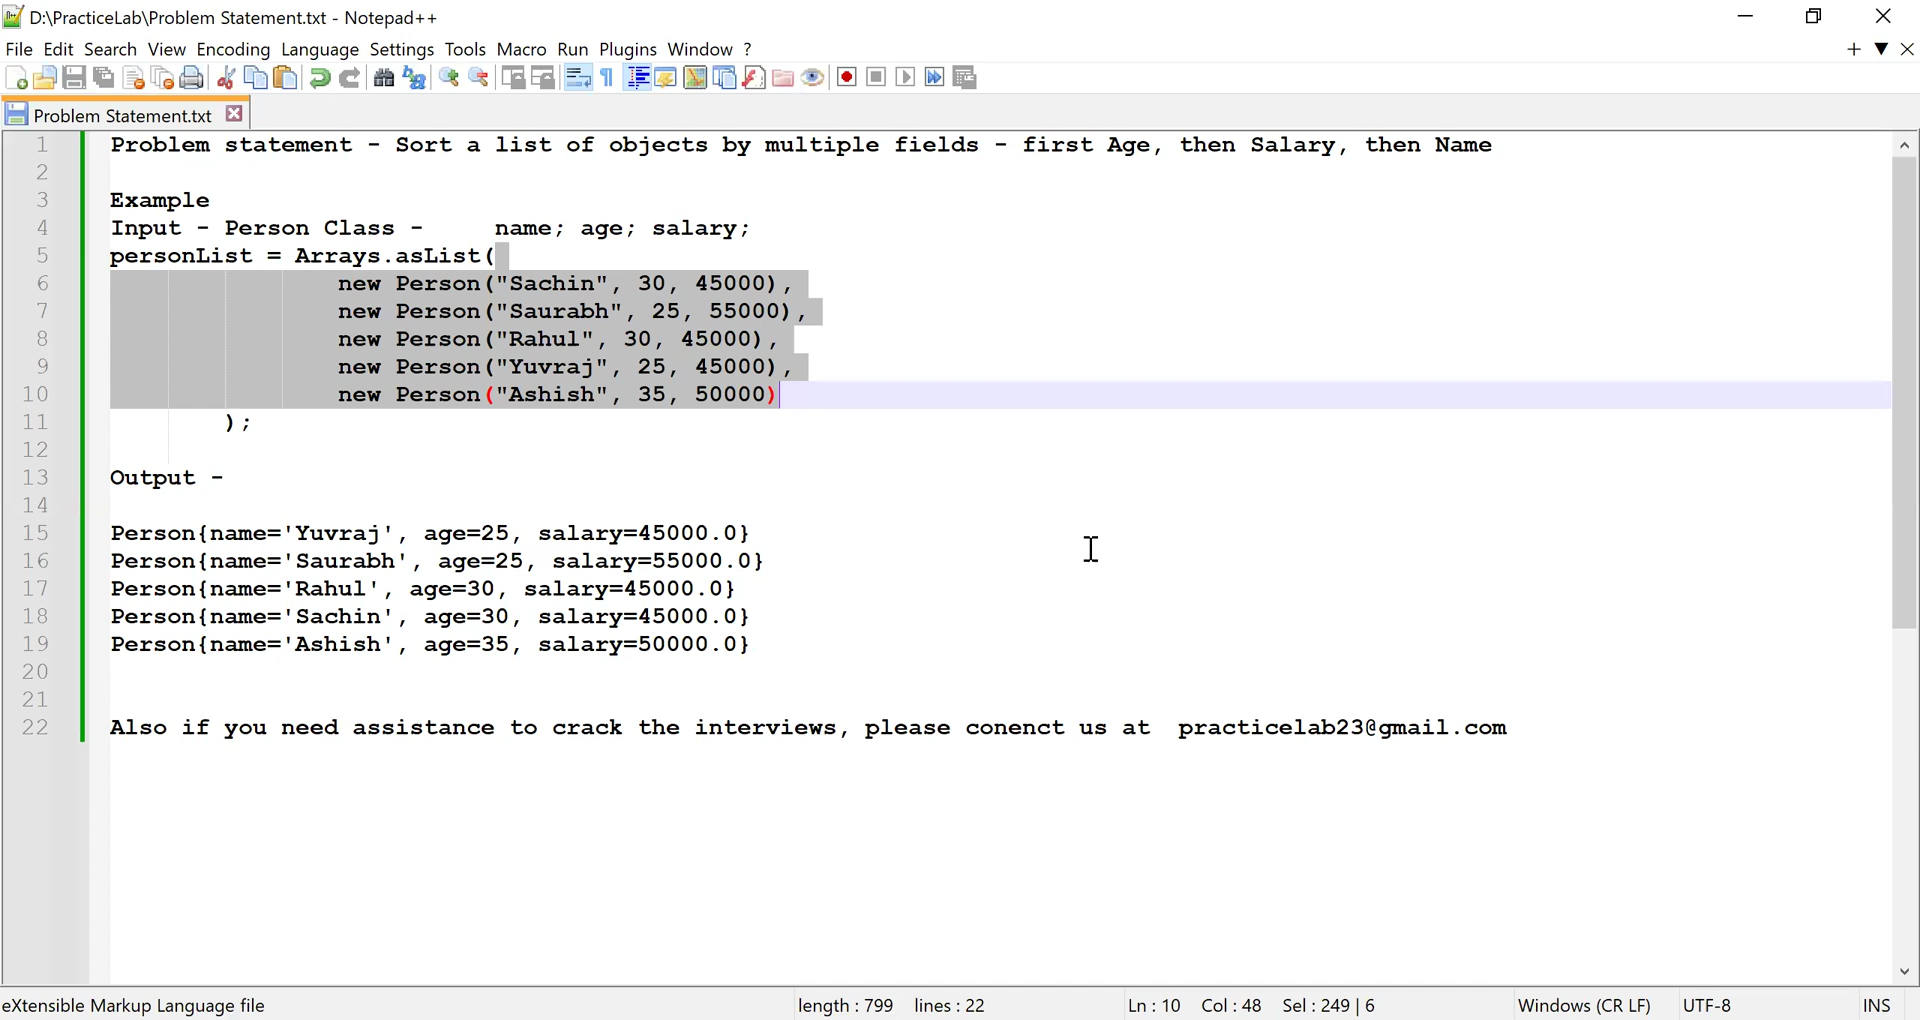 D:\PracticeLab\Problem Statement.txt - Notepad++
File Edit Search View Encoding Language Settings Tools Macro Run Plugins Window ?
Problem Statement.txt
1 Problem statement - Sort a list of objects by multiple fields - first Age, then Salary, then Name
2
3 Example
4 Input - Person Class - name; age; salary;
5 personList = Arrays.asList(
6 new Person("Sachin", 30, 45000),
7 new Person("Saurabh", 25, 55000),
8 new Person("Rahul", 30, 45000),
9 new Person("Yuvraj", 25, 45000),
10 new Person("Ashish", 35, 50000)
11 );
12
13 Output -
14
15 Person{name='Yuvraj', age=25, salary=45000.0}
16 Person{name='Saurabh', age=25, salary=55000.0}
17 Person{name='Rahul', age=30, salary=45000.0}
18 Person{name='Sachin', age=30, salary=45000.0}
19 Person{name='Ashish', age=35, salary=50000.0}
20
21
22 Also if you need assistance to crack the interviews, please conenct us at practicelab23@gmail.com
eXtensible Markup Language file length : 799 lines : 22 Ln : 10 Col : 48 Sel : 249 | 6 Windows (CR LF) UTF-8 INS